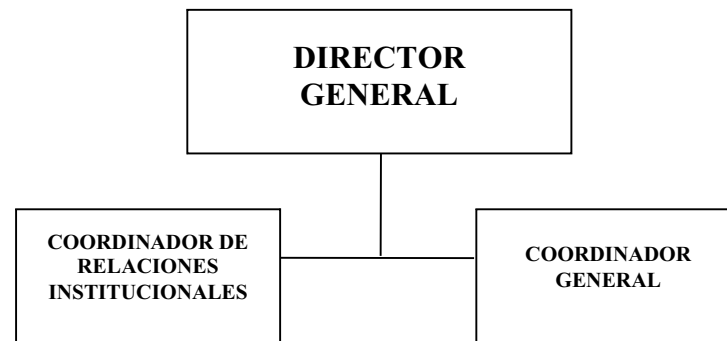 DIRECTOR
GENERAL
COORDINADOR DE
RELACIONES
INSTITUCIONALES
COORDINADOR
GENERAL